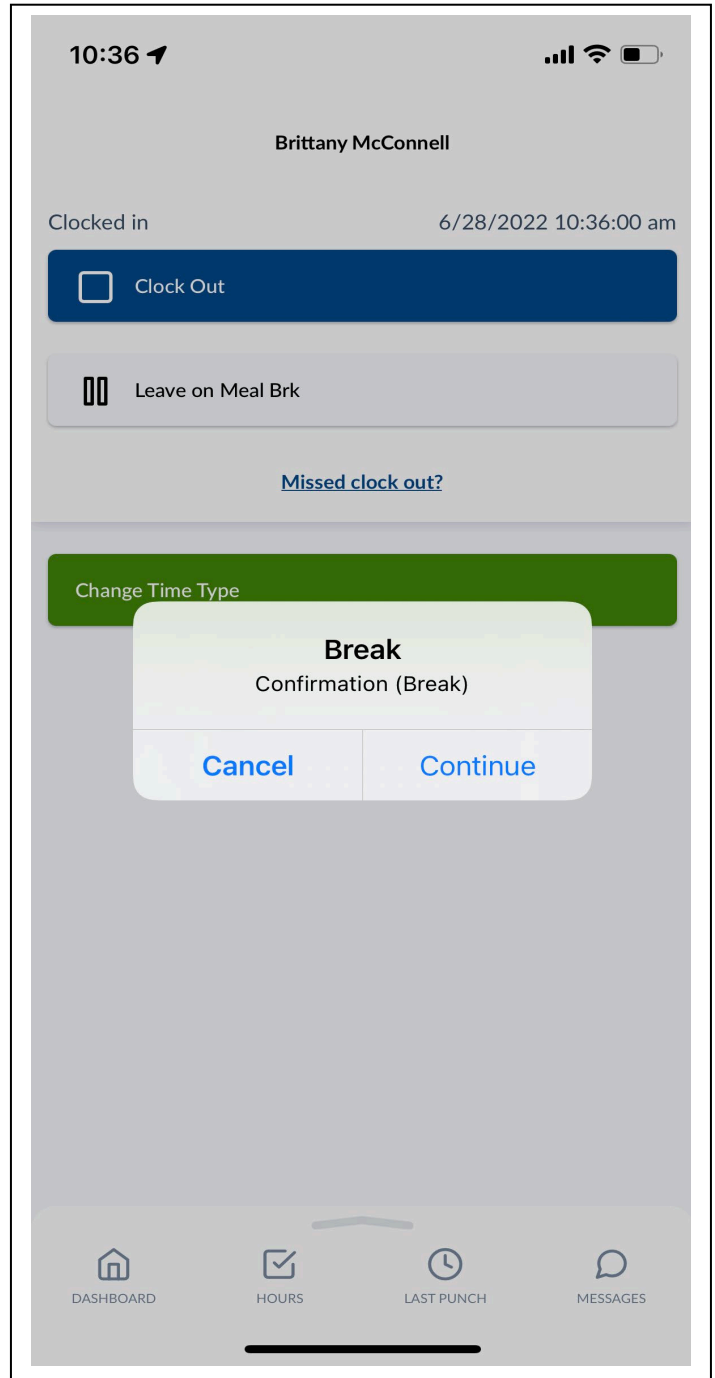 10:36
Brittany McConnell
Clocked in 6/28/2022 10:36:00 am
Clock Out
Leave on Meal Brk
Missed clock out?
Change Time Type
Break
Confirmation (Break)
Cancel Continue
DASHBOARD HOURS LAST PUNCH MESSAGES